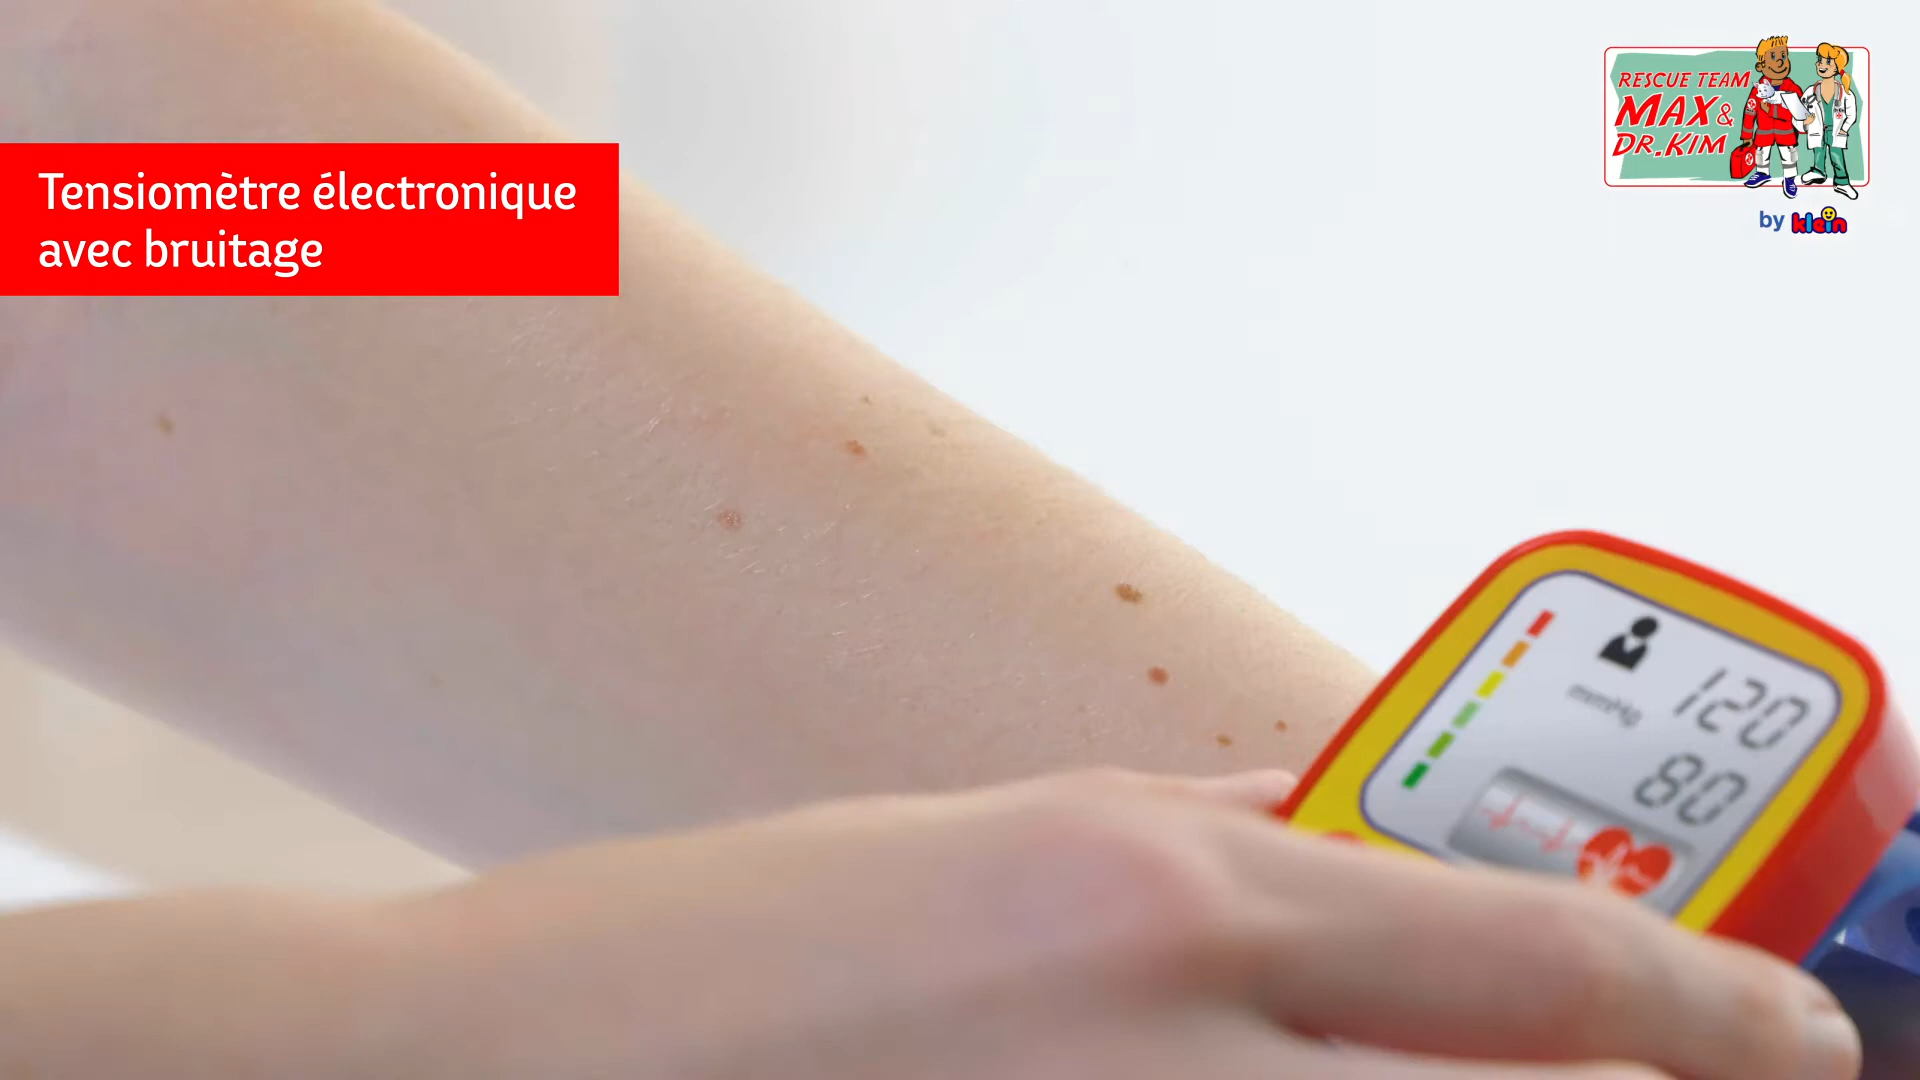 Tensiomètre électronique
avec bruitage
RESCUE TEAM
MAX &
DR. KIM
by klein
120
mmHg
80